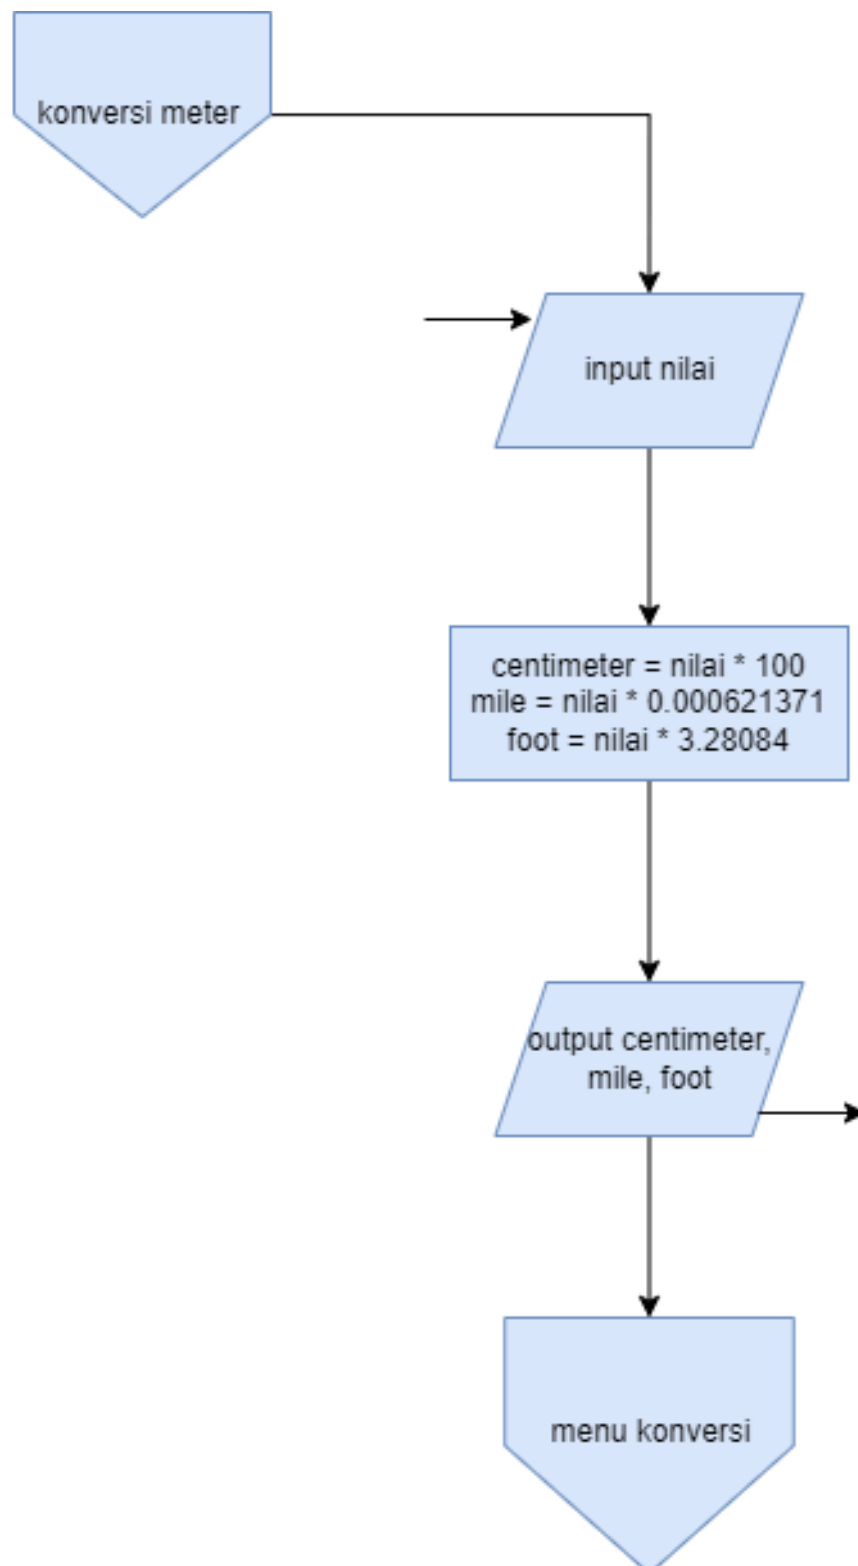 konversi meter
input nilai
centimeter = nilai * 100
mile = nilai * 0.000621371
foot = nilai * 3.28084
output centimeter,
mile, foot
menu konversi